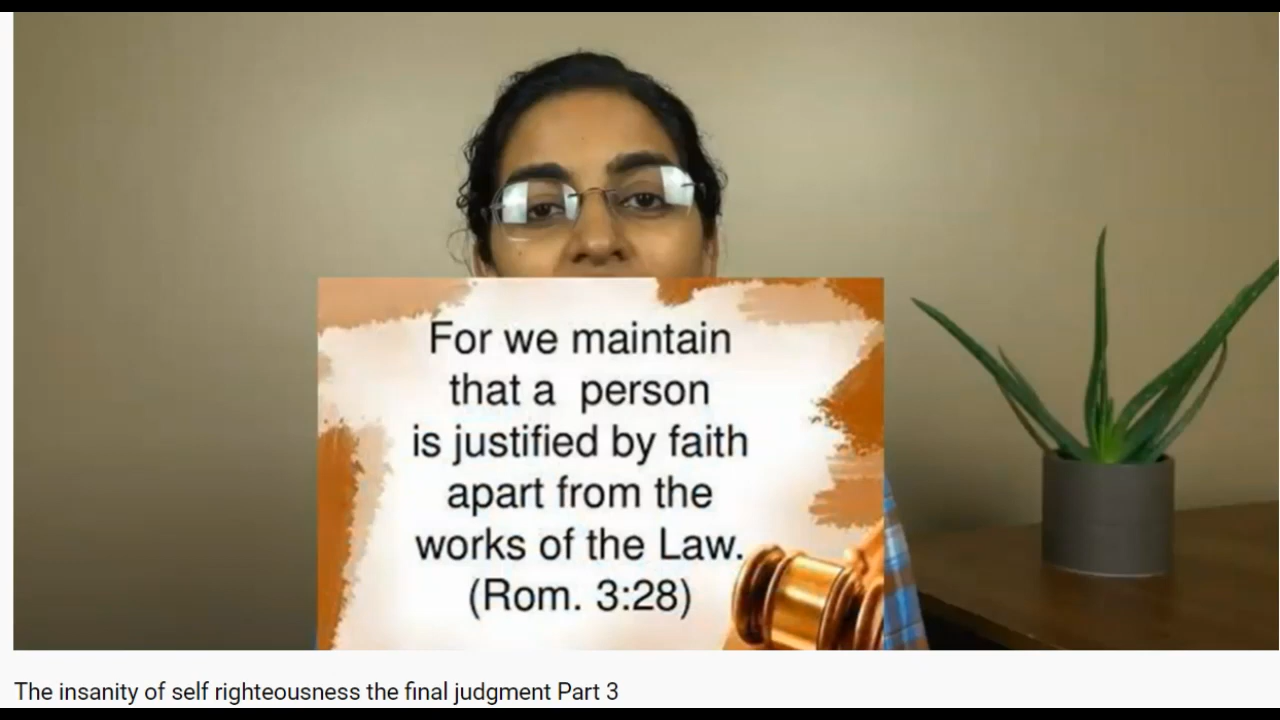 For we maintain
that a person
is justified by faith
apart from the
works of the Law.
(Rom. 3:28)
The insanity of self righteousness the final judgment Part 3